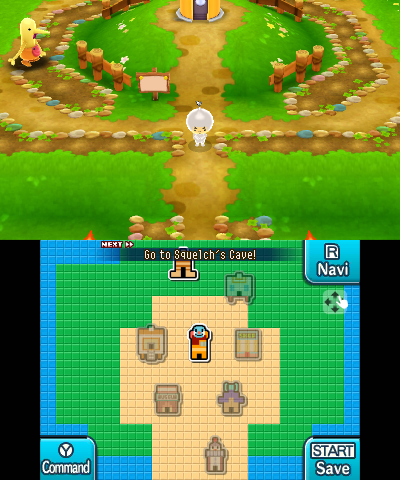 NEXT
Go to Squelch's Cave!
R
Navi
Y
Command
START
Save